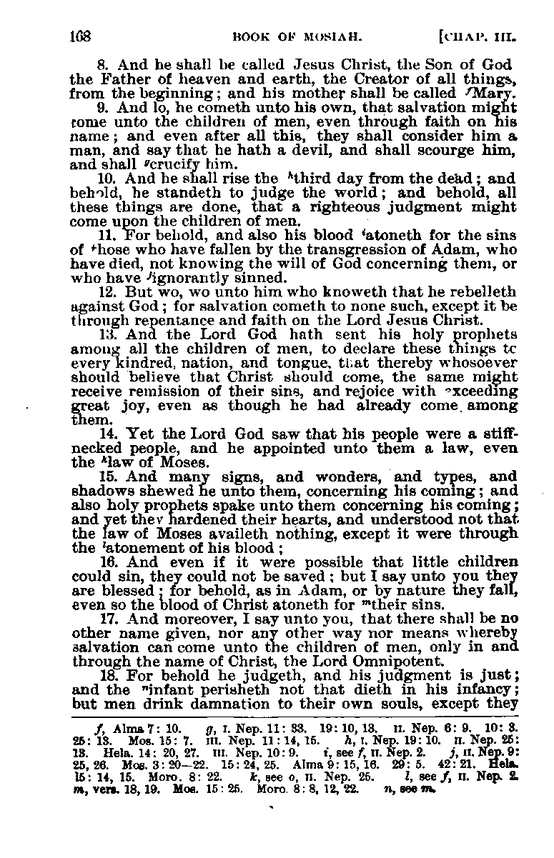 168 BOOK OF MOSIAH. [CHAP. III.
8. And he shall be called Jesus Christ, the Son of God
the Father of heaven and earth, the Creator of all things,
from the beginning; and his mother shall be called ᶠMary.
9. And lo, he cometh unto his own, that salvation might
come unto the children of men, even through faith on his
name; and even after all this, they shall consider him a
man, and say that he hath a devil, and shall scourge him,
and shall ᵍcrucify him.
10. And he shall rise the ʰthird day from the dead; and
behold, he standeth to judge the world; and behold, all
these things are done, that a righteous judgment might
come upon the children of men.
11. For behold, and also his blood ⁱatoneth for the sins
of those who have fallen by the transgression of Adam, who
have died, not knowing the will of God concerning them, or
who have ʲignorantly sinned.
12. But wo, wo unto him who knoweth that he rebelleth
against God; for salvation cometh to none such, except it be
through repentance and faith on the Lord Jesus Christ.
13. And the Lord God hath sent his holy prophets
among all the children of men, to declare these things to
every kindred, nation, and tongue, that thereby whosoever
should believe that Christ should come, the same might
receive remission of their sins, and rejoice with exceeding
great joy, even as though he had already come among
them.
14. Yet the Lord God saw that his people were a stiff-
necked people, and he appointed unto them a law, even
the ᵏlaw of Moses.
15. And many signs, and wonders, and types, and
shadows shewed he unto them, concerning his coming; and
also holy prophets spake unto them concerning his coming;
and yet they hardened their hearts, and understood not that
the law of Moses availeth nothing, except it were through
the ˡatonement of his blood;
16. And even if it were possible that little children
could sin, they could not be saved; but I say unto you they
are blessed; for behold, as in Adam, or by nature they fall,
even so the blood of Christ atoneth for ᵐtheir sins.
17. And moreover, I say unto you, that there shall be no
other name given, nor any other way nor means whereby
salvation can come unto the children of men, only in and
through the name of Christ, the Lord Omnipotent.
18. For behold he judgeth, and his judgment is just;
and the ⁿinfant perisheth not that dieth in his infancy;
but men drink damnation to their own souls, except they
f, Alma 7: 10. g, I. Nep. 11: 33. 19: 10, 13. II. Nep. 6: 9. 10: 3.
25: 13. Mos. 15: 7. III. Nep. 11: 14, 15. h, I. Nep. 19: 10. II. Nep. 25:
13. Hela. 14: 20, 27. III. Nep. 10: 9. i, see f, II. Nep. 2. j, II. Nep. 9:
25, 26. Mos. 3: 20—22. 15: 24, 25. Alma 9: 15, 16. 29: 5. 42: 21. Hela.
15: 14, 15. Moro. 8: 22. k, see o, II. Nep. 25. l, see f, II. Nep. 2.
m, vers. 18, 19. Mos. 15: 25. Moro. 8: 8, 12, 22. n, see m.